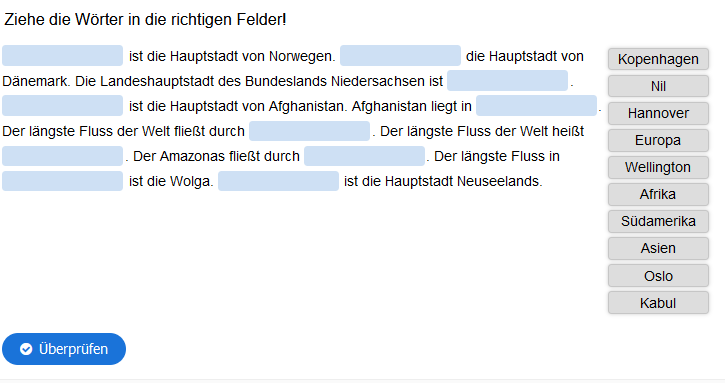 Ziehe die Wörter in die richtigen Felder!
ist die Hauptstadt von Norwegen. die Hauptstadt von
Dänemark. Die Landeshauptstadt des Bundeslands Niedersachsen ist .
ist die Hauptstadt von Afghanistan. Afghanistan liegt in .
Der längste Fluss der Welt fließt durch . Der längste Fluss der Welt heißt
. Der Amazonas fließt durch . Der längste Fluss in
ist die Wolga. ist die Hauptstadt Neuseelands.
Kopenhagen
Nil
Hannover
Europa
Wellington
Afrika
Südamerika
Asien
Oslo
Kabul
Überprüfen